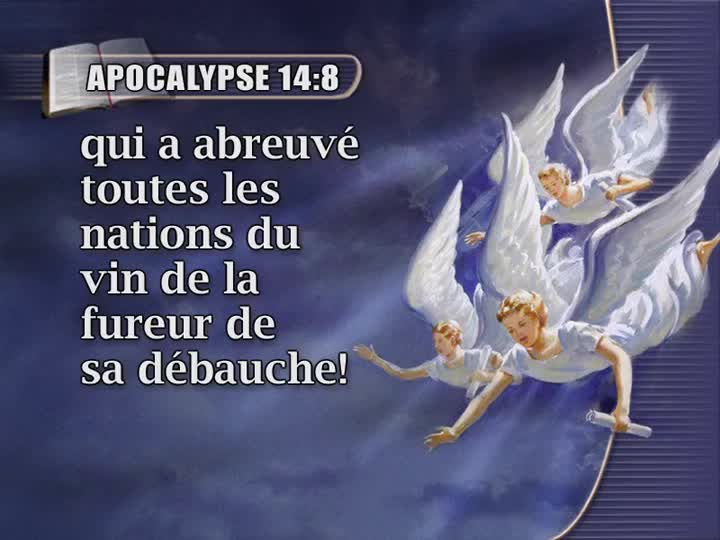 APOCALYPSE 14:8
qui a abreuvé
toutes les
nations du
vin de la
fureur de
sa débauche!